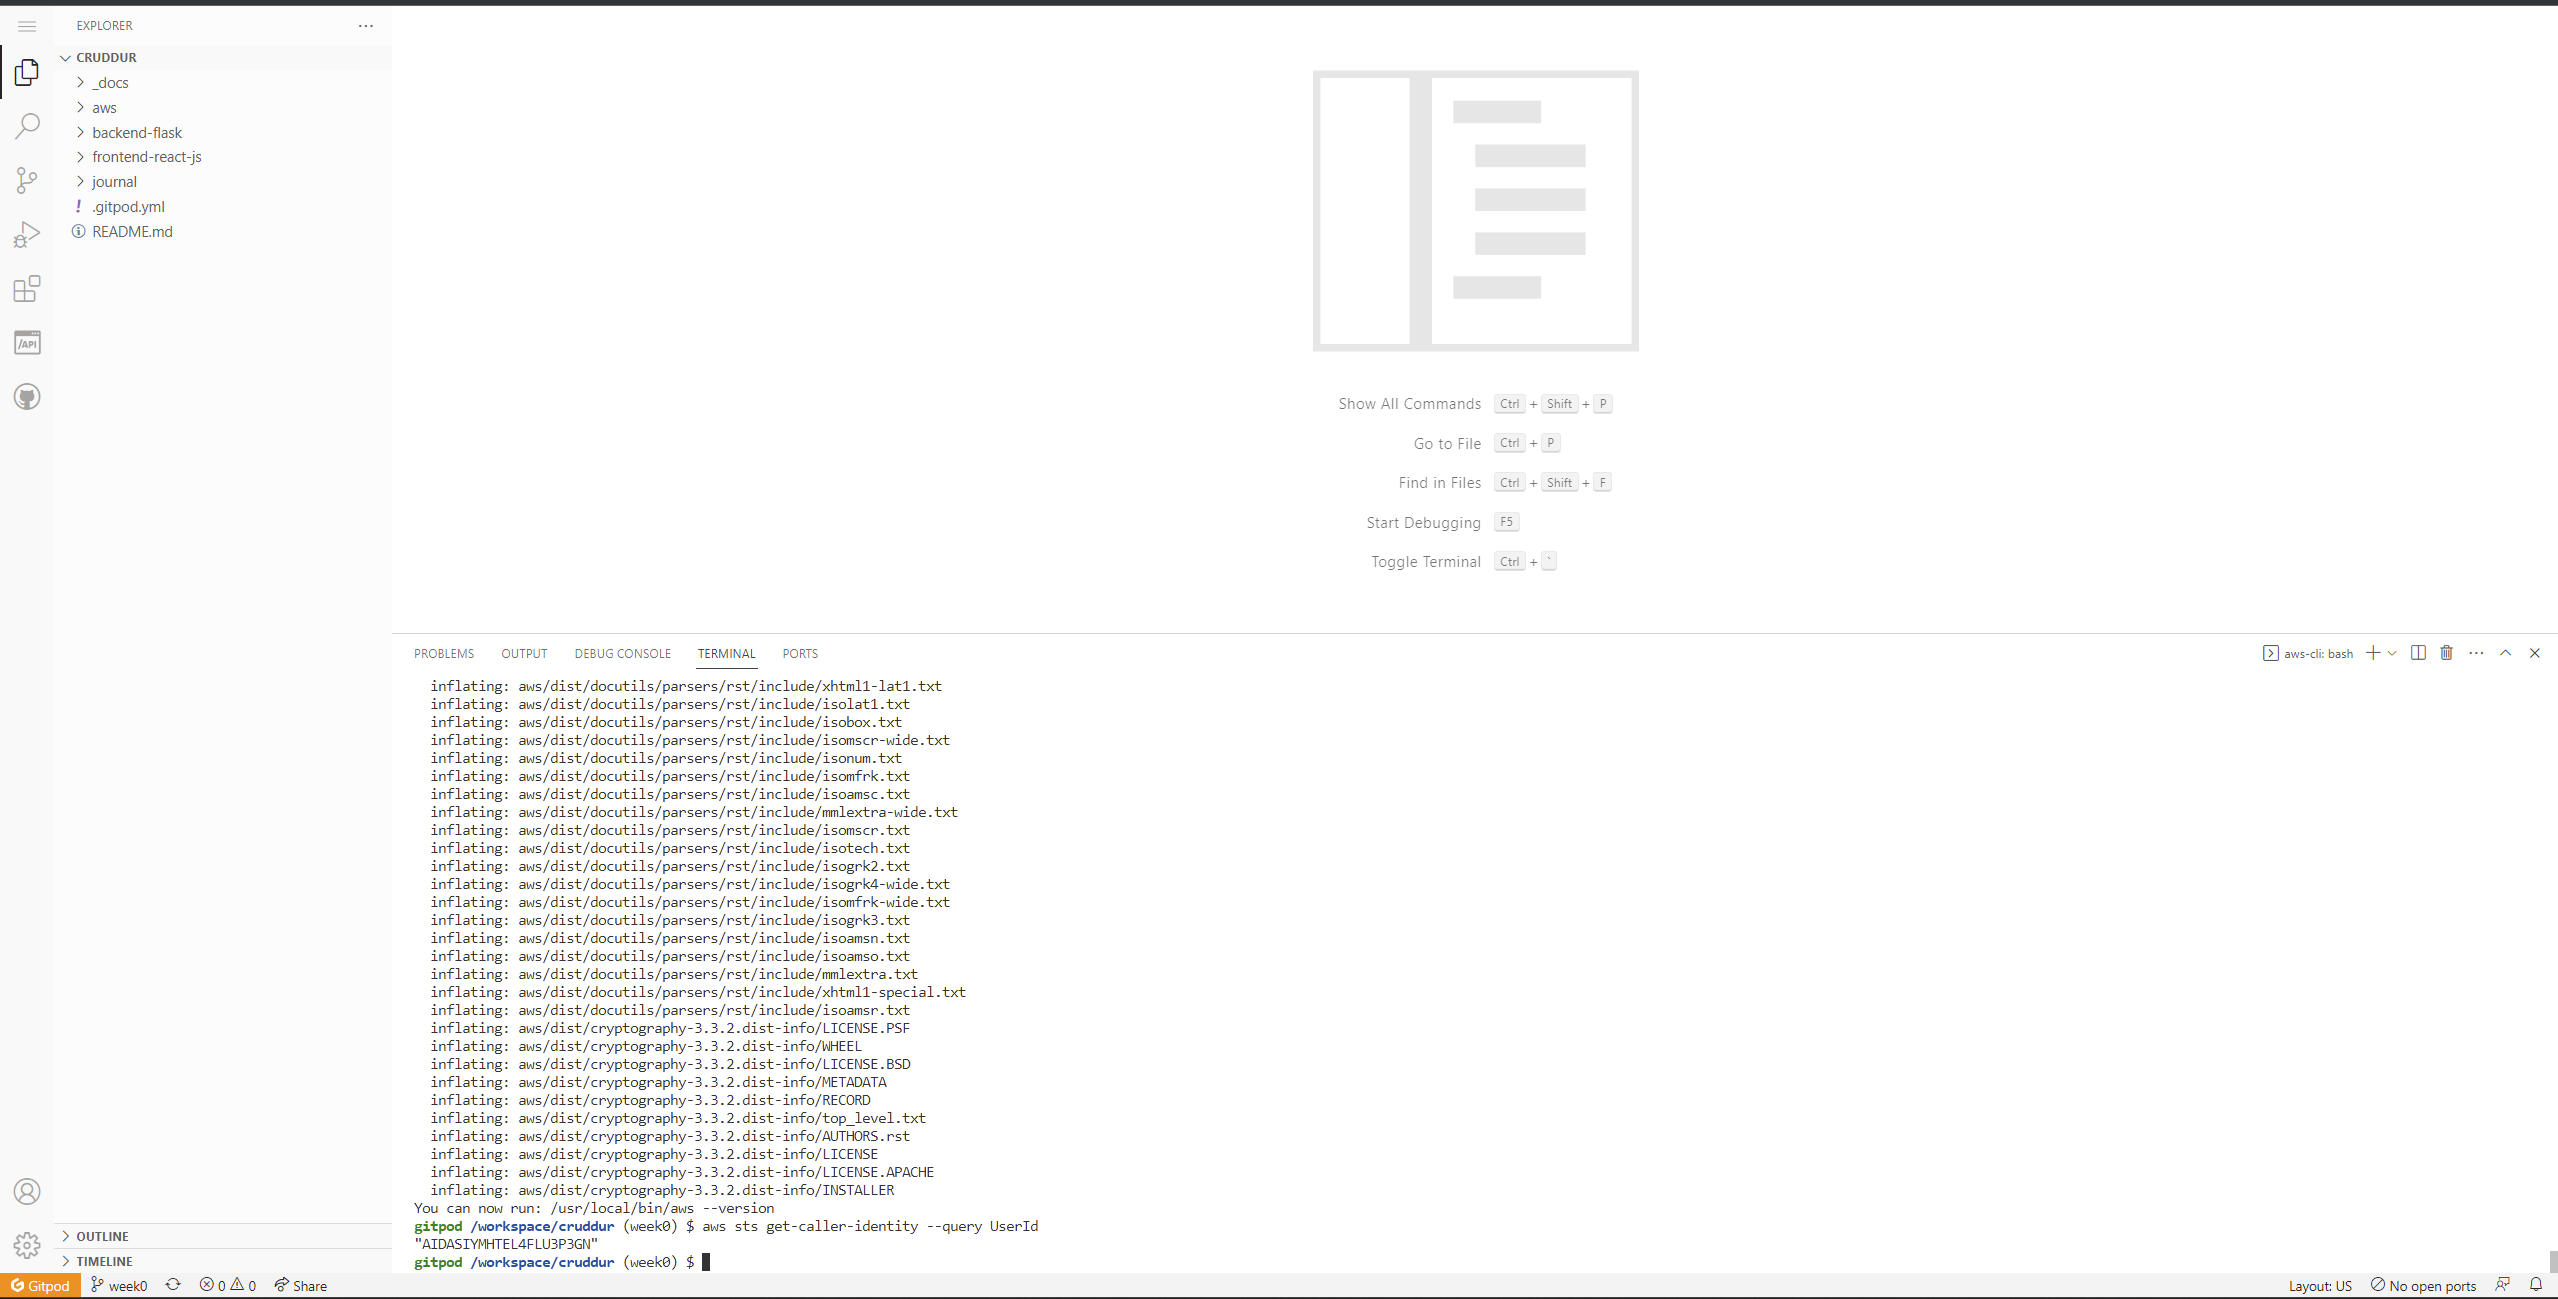 EXPLORER
CRUDDUR
_docs
aws
backend-flask
frontend-react-js
journal
! .gitpod.yml
README.md
/API
Show All Commands Ctrl + Shift + P
Go to File Ctrl + P
Find in Files Ctrl + Shift + F
Start Debugging F5
Toggle Terminal Ctrl + `
PROBLEMS OUTPUT DEBUG CONSOLE TERMINAL PORTS
aws-cli: bash
inflating: aws/dist/docutils/parsers/rst/include/xhtml1-lat1.txt
inflating: aws/dist/docutils/parsers/rst/include/isolat1.txt
inflating: aws/dist/docutils/parsers/rst/include/isobox.txt
inflating: aws/dist/docutils/parsers/rst/include/isomscr-wide.txt
inflating: aws/dist/docutils/parsers/rst/include/isonum.txt
inflating: aws/dist/docutils/parsers/rst/include/isomfrk.txt
inflating: aws/dist/docutils/parsers/rst/include/isoamsc.txt
inflating: aws/dist/docutils/parsers/rst/include/mmlextra-wide.txt
inflating: aws/dist/docutils/parsers/rst/include/isomscr.txt
inflating: aws/dist/docutils/parsers/rst/include/isotech.txt
inflating: aws/dist/docutils/parsers/rst/include/isogrk2.txt
inflating: aws/dist/docutils/parsers/rst/include/isogrk4-wide.txt
inflating: aws/dist/docutils/parsers/rst/include/isomfrk-wide.txt
inflating: aws/dist/docutils/parsers/rst/include/isogrk3.txt
inflating: aws/dist/docutils/parsers/rst/include/isoamsn.txt
inflating: aws/dist/docutils/parsers/rst/include/isoamso.txt
inflating: aws/dist/docutils/parsers/rst/include/mmlextra.txt
inflating: aws/dist/docutils/parsers/rst/include/xhtml1-special.txt
inflating: aws/dist/docutils/parsers/rst/include/isoamsr.txt
inflating: aws/dist/cryptography-3.3.2.dist-info/LICENSE.PSF
inflating: aws/dist/cryptography-3.3.2.dist-info/WHEEL
inflating: aws/dist/cryptography-3.3.2.dist-info/LICENSE.BSD
inflating: aws/dist/cryptography-3.3.2.dist-info/METADATA
inflating: aws/dist/cryptography-3.3.2.dist-info/RECORD
inflating: aws/dist/cryptography-3.3.2.dist-info/top_level.txt
inflating: aws/dist/cryptography-3.3.2.dist-info/AUTHORS.rst
inflating: aws/dist/cryptography-3.3.2.dist-info/LICENSE
inflating: aws/dist/cryptography-3.3.2.dist-info/LICENSE.APACHE
inflating: aws/dist/cryptography-3.3.2.dist-info/INSTALLER
You can now run: /usr/local/bin/aws --version
gitpod /workspace/cruddur (week0) $ aws sts get-caller-identity --query UserId
"AIDASIYMHTEL4FLU3P3GN"
gitpod /workspace/cruddur (week0) $
OUTLINE
TIMELINE
Gitpod week0 0 0 Share
Layout: US No open ports